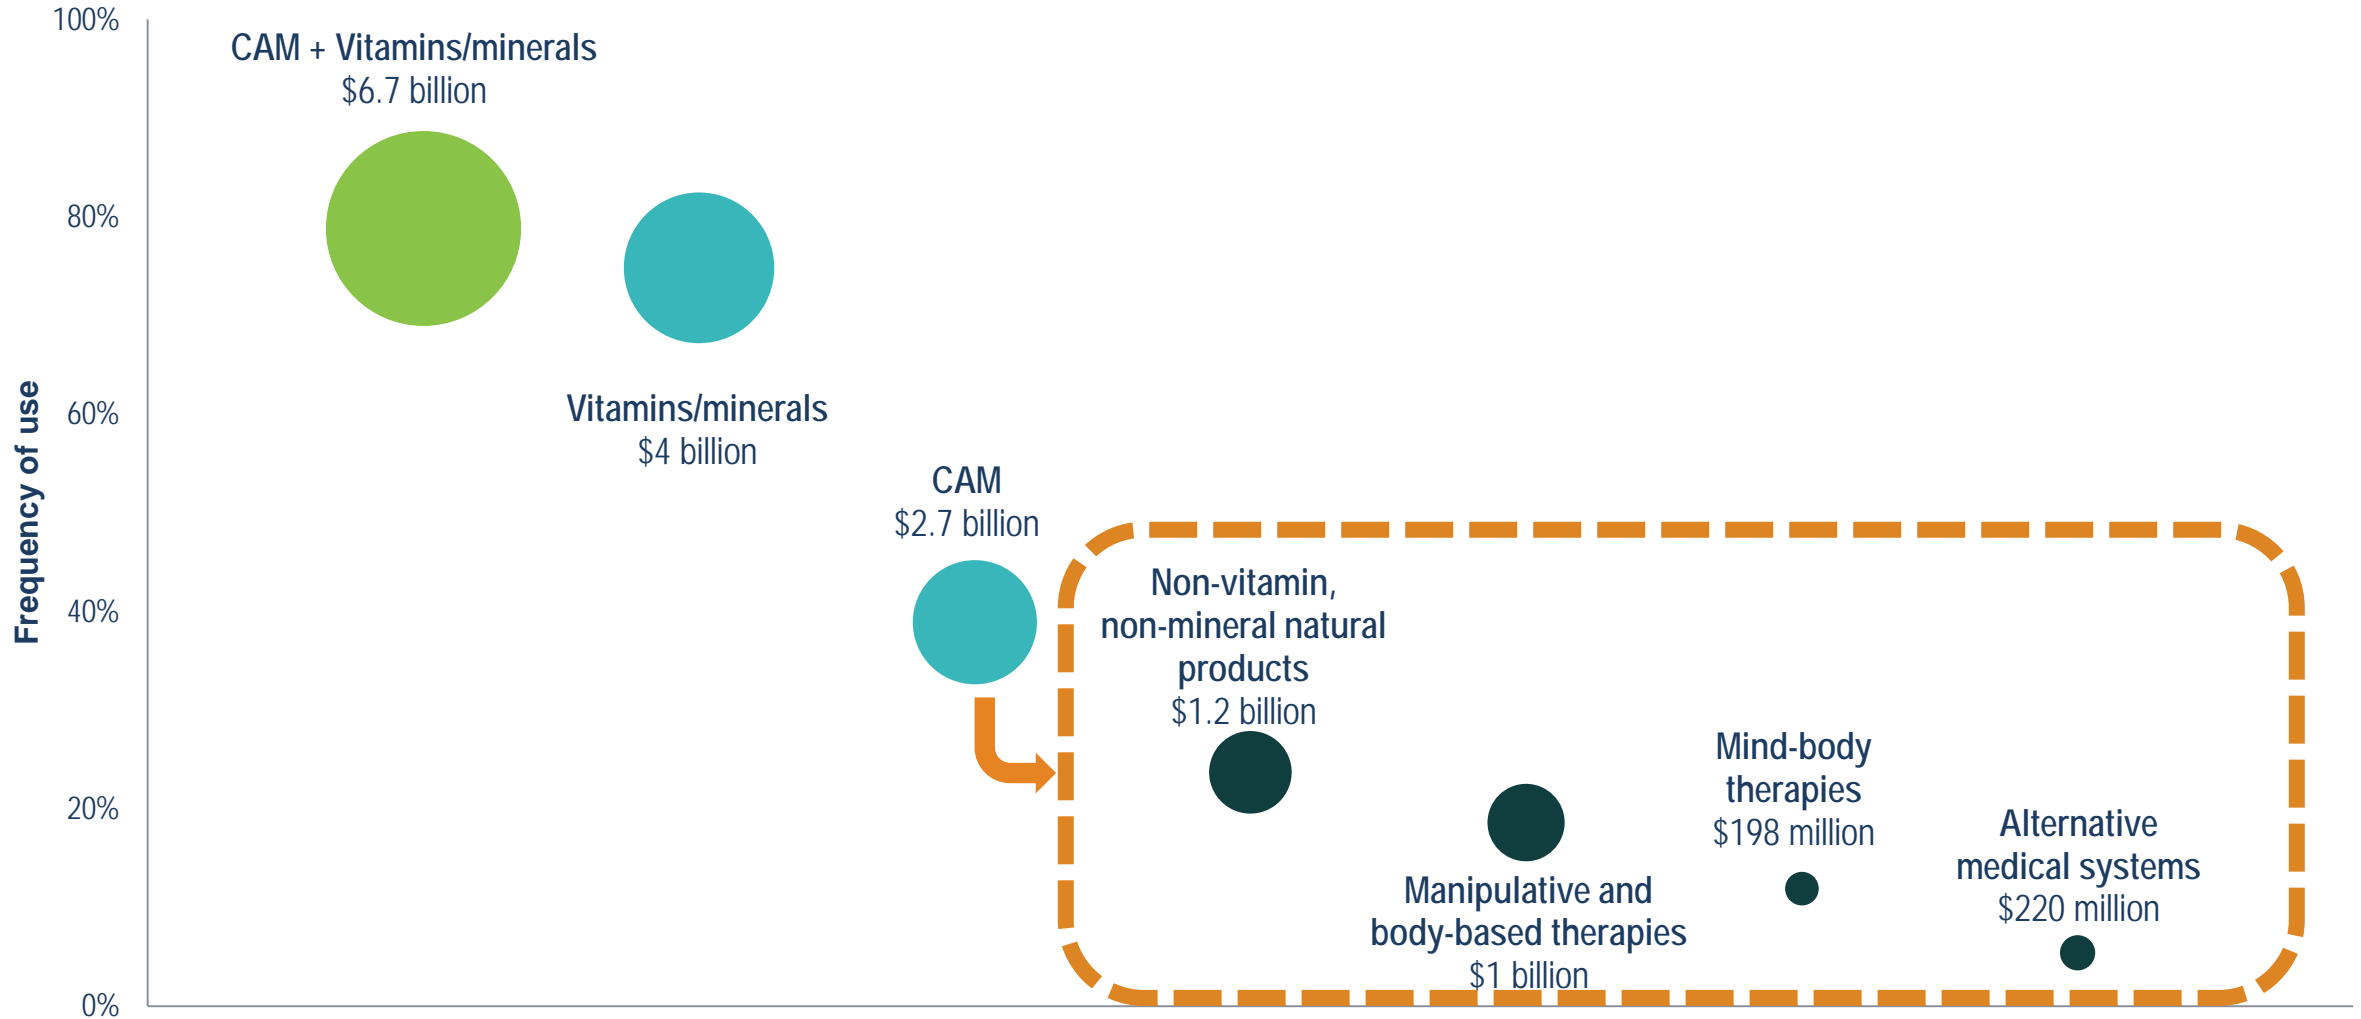 100%
CAM + Vitamins/minerals
$6.7 billion
80%
Vitamins/minerals
$4 billion
60%
Frequency of use
CAM
$2.7 billion
40%
Non-vitamin,
non-mineral natural
products
$1.2 billion
20%
Manipulative and
body-based therapies
$1 billion
Mind-body
therapies
$198 million
Alternative
medical systems
$220 million
0%